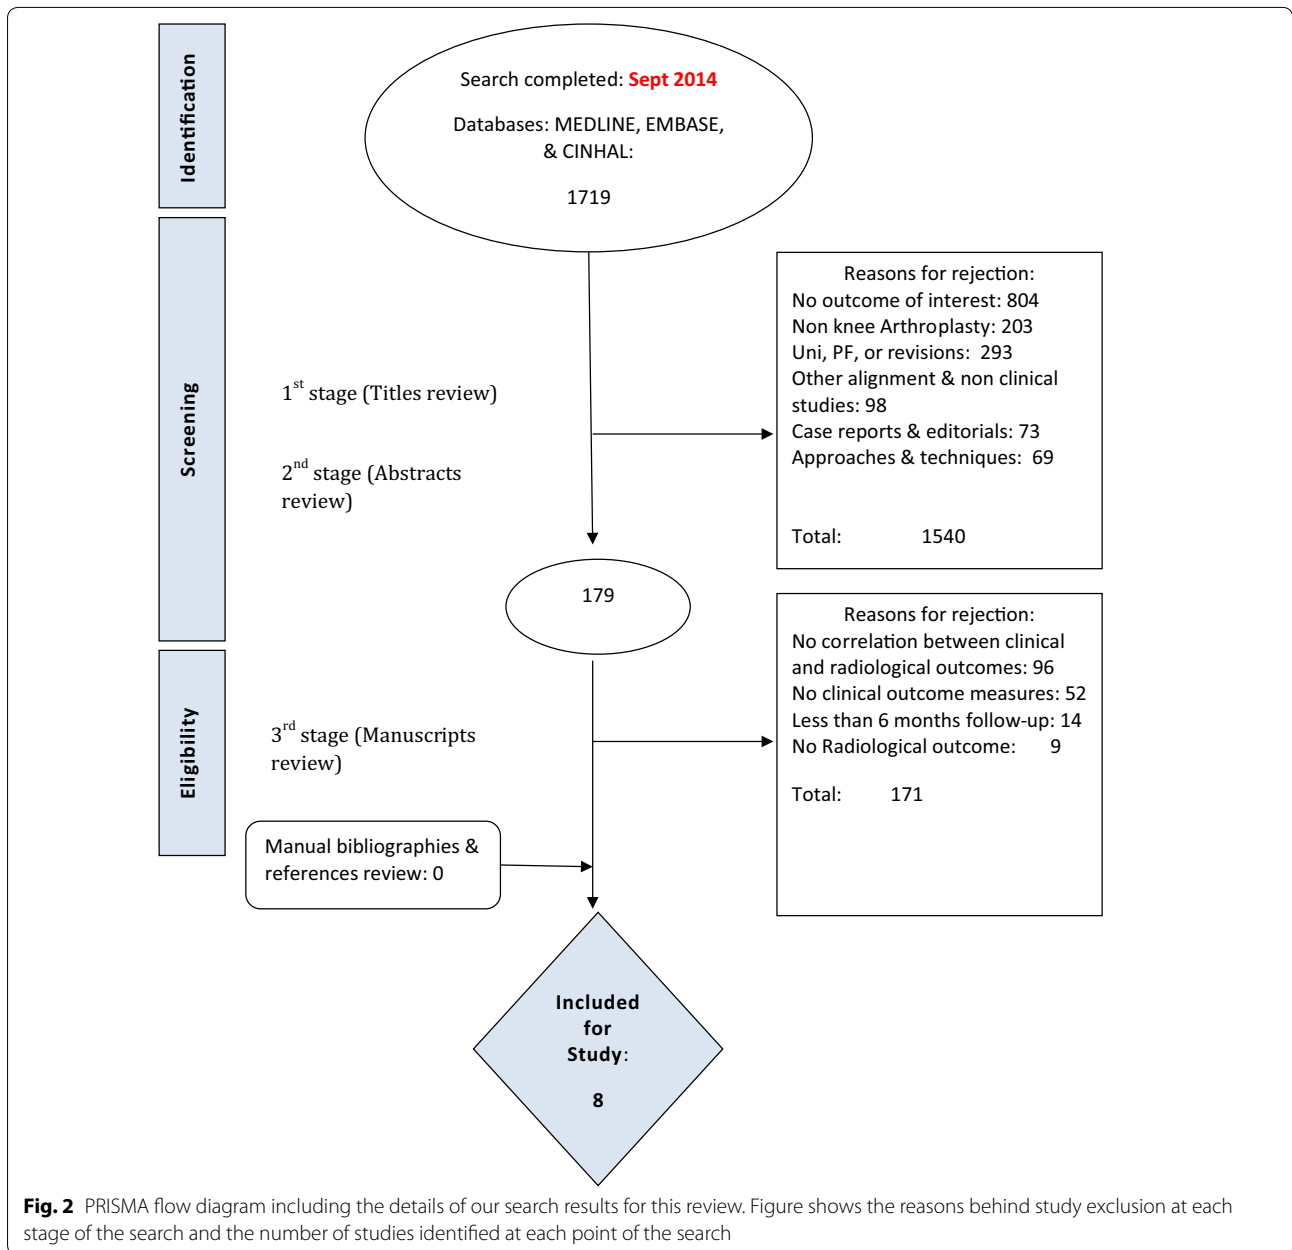 Identification
Search completed: Sept 2014
Databases: MEDLINE, EMBASE,
& CINHAL:
1719
Screening
1st stage (Titles review)
2nd stage (Abstracts
review)
Reasons for rejection:
No outcome of interest: 804
Non knee Arthroplasty: 203
Uni, PF, or revisions: 293
Other alignment & non clinical
studies: 98
Case reports & editorials: 73
Approaches & techniques: 69
Total: 1540
179
Eligibility
3rd stage (Manuscripts
review)
Reasons for rejection:
No correlation between clinical
and radiological outcomes: 96
No clinical outcome measures: 52
Less than 6 months follow-up: 14
No Radiological outcome: 9
Total: 171
Manual bibliographies &
references review: 0
Included
for
Study:
8
Fig. 2 PRISMA flow diagram including the details of our search results for this review. Figure shows the reasons behind study exclusion at each
stage of the search and the number of studies identified at each point of the search